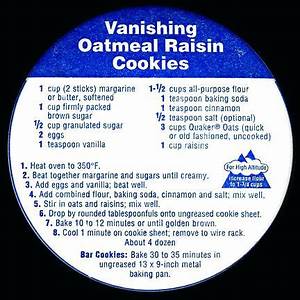 Vanishing
Oatmeal Raisin
Cookies
1 cup (2 sticks) margarine
or butter, softened
1 cup firmly packed
brown sugar
1/2 cup granulated sugar
2 eggs
1 teaspoon vanilla
1-1/2 cups all-purpose flour
1 teaspoon baking soda
1 teaspoon cinnamon
1/2 teaspoon salt (optional)
3 cups Quaker® Oats (quick
or old fashioned, uncooked)
1 cup raisins
1. Heat oven to 350°F.
2. Beat together margarine and sugars until creamy.
3. Add eggs and vanilla; beat well.
4. Add combined flour, baking soda, cinnamon and salt; mix well.
5. Stir in oats and raisins; mix well.
6. Drop by rounded tablespoonfuls onto ungreased cookie sheet.
7. Bake 10 to 12 minutes or until golden brown.
8. Cool 1 minute on cookie sheet; remove to wire rack.
About 4 dozen
For High Altitude
increase flour
to 1-3/4 cups
Bar Cookies: Bake 30 to 35 minutes in
ungreased 13 x 9-inch metal
baking pan.